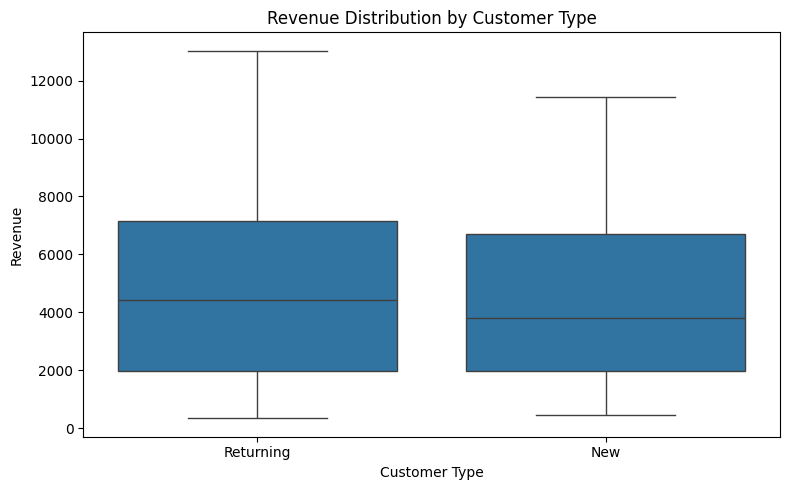 Revenue Distribution by Customer Type
12000
10000
8000
6000
4000
2000
0
Revenue
Returning
New
Customer Type